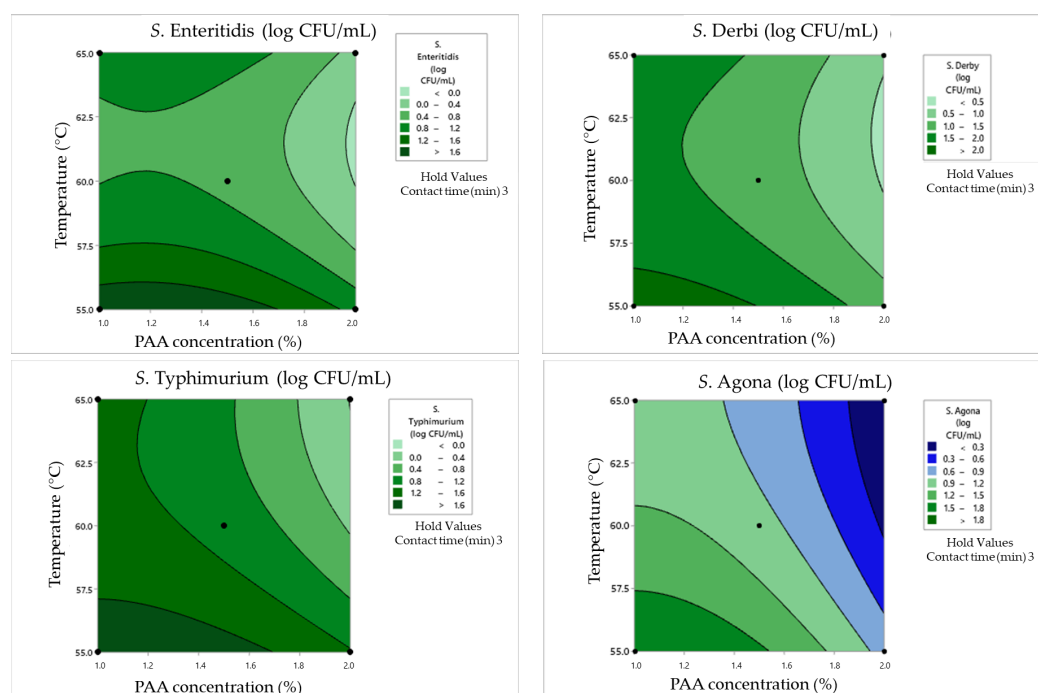 S. Enteritidis (log CFU/mL)
S.
Enteritidis
(log
CFU/mL)
< 0.0
0.0 – 0.4
0.4 – 0.8
0.8 – 1.2
1.2 – 1.6
> 1.6
Hold Values
Contact time (min) 3
Temperature (°C)
65.0
62.5
60.0
57.5
55.0
1.0 1.2 1.4 1.6 1.8 2.0
PAA concentration (%)
S. Derbi (log CFU/mL)
S. Derby
(log
CFU/mL)
< 0.5
0.5 – 1.0
1.0 – 1.5
1.5 – 2.0
> 2.0
Hold Values
Contact time (min) 3
Temperature (°C)
65.0
62.5
60.0
57.5
55.0
1.0 1.2 1.4 1.6 1.8 2.0
PAA concentration (%)
S. Typhimurium (log CFU/mL)
S.
Typhimurium
(log CFU/mL)
< 0.0
0.0 – 0.4
0.4 – 0.8
0.8 – 1.2
1.2 – 1.6
> 1.6
Hold Values
Contact time (min) 3
Temperature (°C)
65.0
62.5
60.0
57.5
55.0
1.0 1.2 1.4 1.6 1.8 2.0
PAA concentration (%)
S. Agona (log CFU/mL)
S. Agona
(log
CFU/mL)
< 0.3
0.3 – 0.6
0.6 – 0.9
0.9 – 1.2
1.2 – 1.5
1.5 – 1.8
> 1.8
Hold Values
Contact time (min) 3
Temperature (°C)
65.0
62.5
60.0
57.5
55.0
1.0 1.2 1.4 1.6 1.8 2.0
PAA concentration (%)